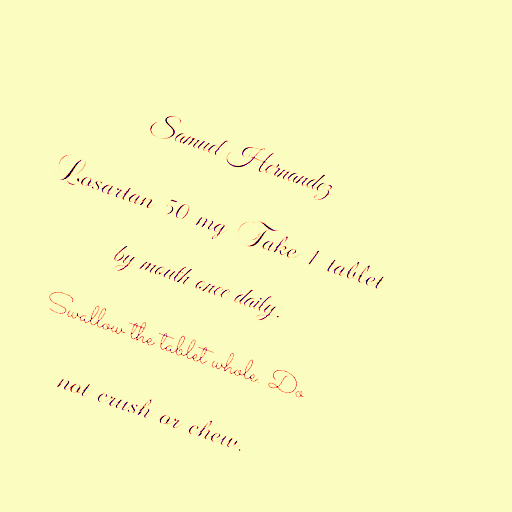 Samuel Hernandez
Losartan 50 mg Take 1 tablet
by mouth once daily.
Swallow the tablet whole. Do
not crush or chew.